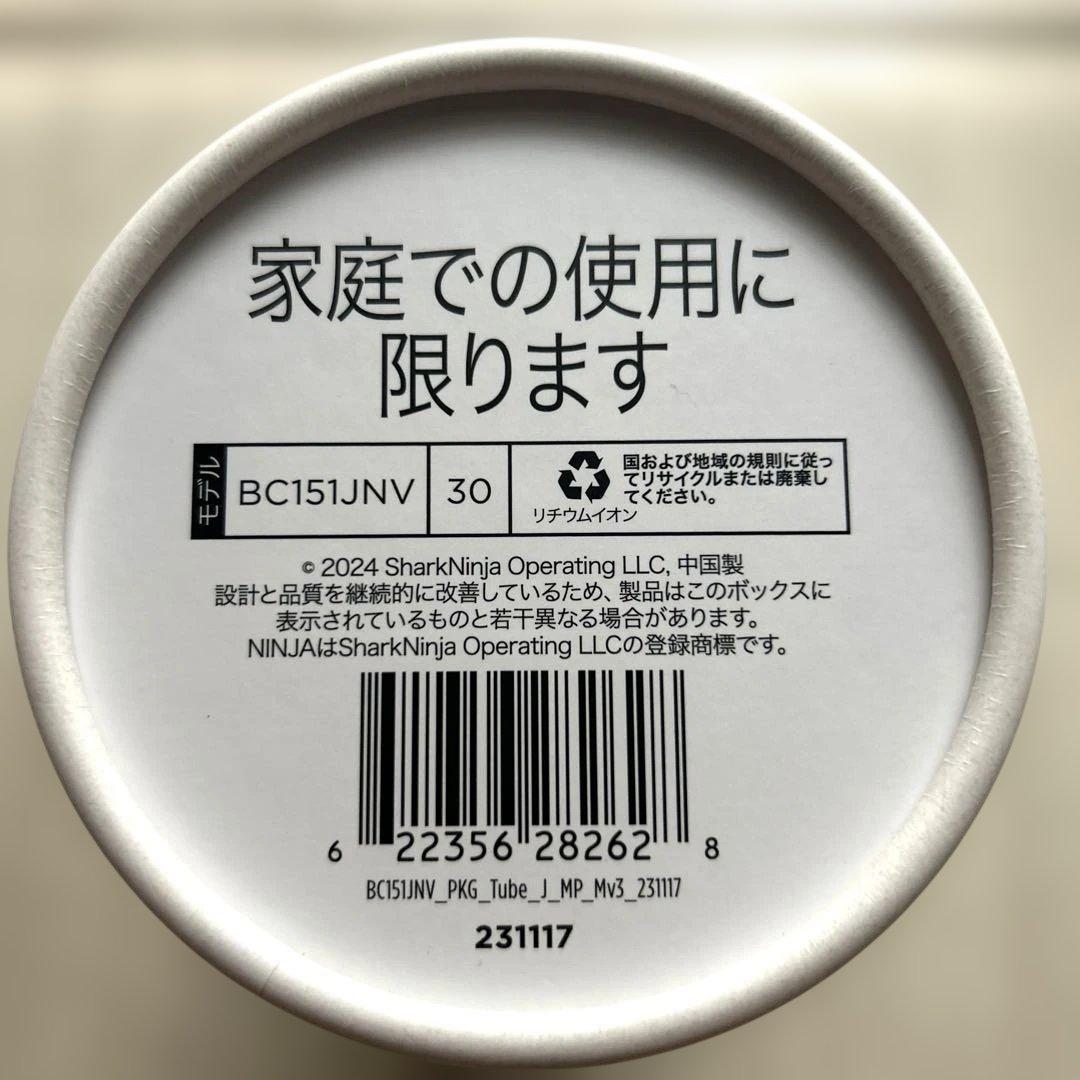 家庭での使用に
限ります
モデル BC151JNV 30
国および地域の規則に従っ
てリサイクルまたは廃棄し
てください。
リチウムイオン
© 2024 SharkNinja Operating LLC, 中国製
設計と品質を継続的に改善しているため、製品はこのボックスに
表示されているものと若干異なる場合があります。
NINJAはSharkNinja Operating LLCの登録商標です。
6 22356 28262 8
BC151JNV_PKG_Tube_J_MP_Mv3_231117
231117